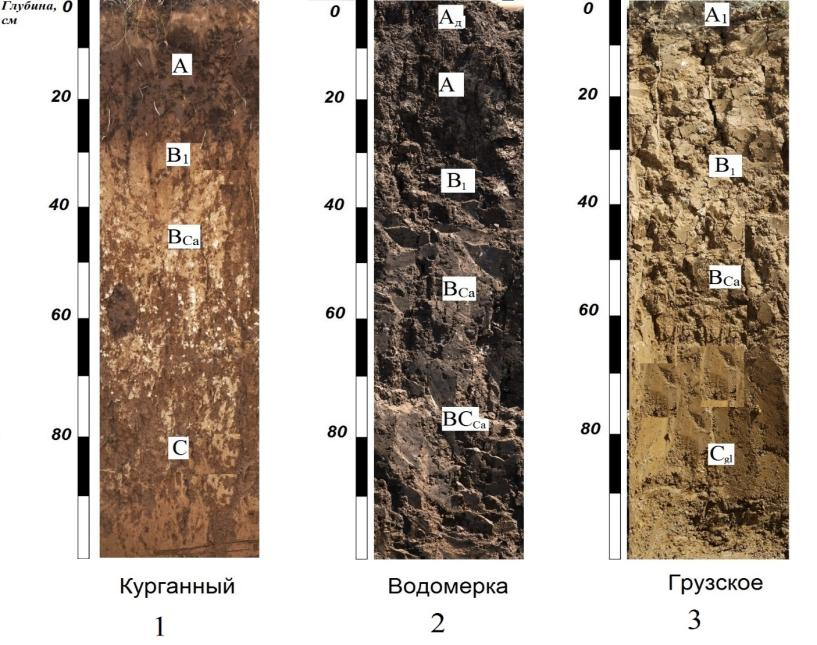 Глубина, см
0
20
40
60
80
A
B1
BCa
C
Курганный
1
0
20
40
60
80
Aд
A
B1
BCa
BCCa
Водомерка
2
0
20
40
60
80
A1
B1
BCa
Cgl
Грузское
3